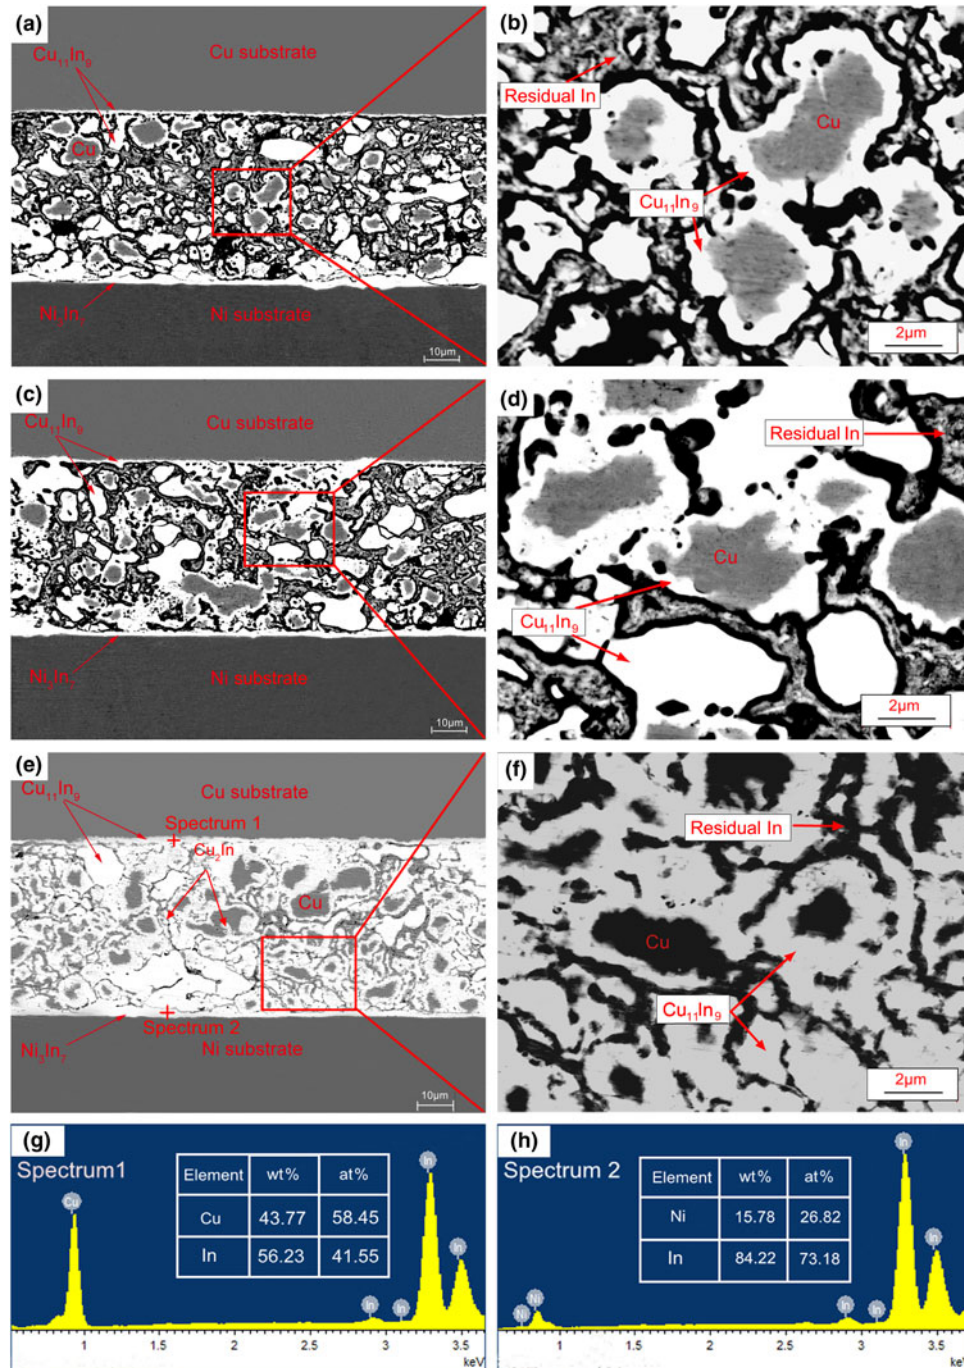 (a)
Cu₁₁In₉
Cu substrate
Cu
Ni₃In₇
Ni substrate
10μm
(b)
Residual In
Cu
Cu₁₁In₉
2μm
(c)
Cu₁₁In₉
Cu substrate
Ni₃In₇
Ni substrate
10μm
(d)
Residual In
Cu
Cu₁₁In₉
2μm
(e)
Cu₁₁In₉
Cu substrate
Spectrum 1
Cu₂In
Cu
Spectrum 2
Ni₃In₇
Ni substrate
10μm
(f)
Residual In
Cu
Cu₁₁In₉
2μm
(g)
Spectrum1
Element wt% at%
Cu 43.77 58.45
In 56.23 41.55
Cu In In In In
1 1.5 2 2.5 3 3.5
keV
(h)
Spectrum 2
Element wt% at%
Ni 15.78 26.82
In 84.22 73.18
Ni Ni In In In In
1 1.5 2 2.5 3 3.5
keV